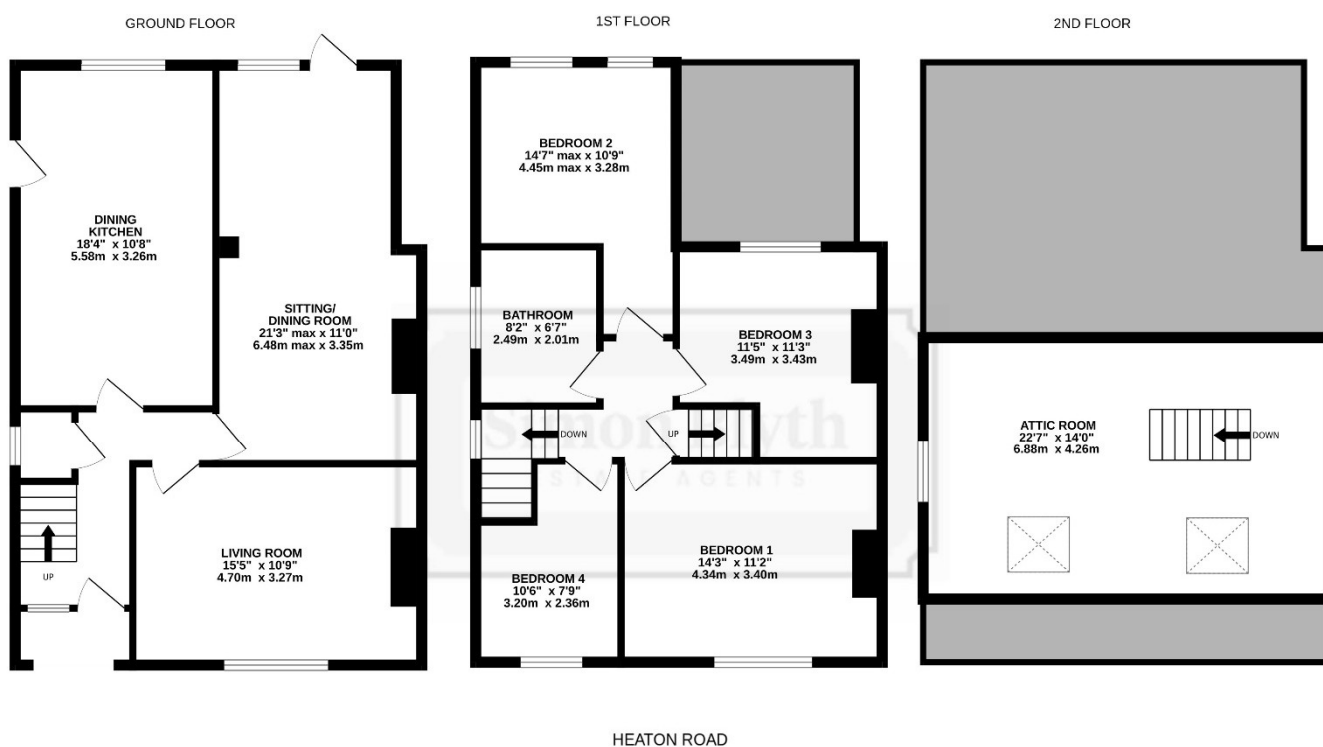 GROUND FLOOR
1ST FLOOR
2ND FLOOR
DINING
KITCHEN
18'4" x 10'8"
5.58m x 3.26m
SITTING/
DINING ROOM
21'3" max x 11'0"
6.48m max x 3.35m
LIVING ROOM
15'5" x 10'9"
4.70m x 3.27m
UP
BEDROOM 2
14'7" max x 10'9"
4.45m max x 3.28m
BATHROOM
8'2" x 6'7"
2.49m x 2.01m
BEDROOM 3
11'5" x 11'3"
3.49m x 3.43m
DOWN
UP
BEDROOM 4
10'6" x 7'9"
3.20m x 2.36m
BEDROOM 1
14'3" x 11'2"
4.34m x 3.40m
ATTIC ROOM
22'7" x 14'0"
6.88m x 4.26m
DOWN
Simon Blyth
ESTATE AGENTS
HEATON ROAD